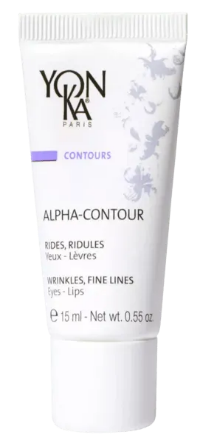 YON
KA®
PARIS
CONTOURS
ALPHA-CONTOUR
RIDES, RIDULES
Yeux - Lèvres
WRINKLES, FINE LINES
Eyes - Lips
℮ 15 ml - Net wt. 0.55 oz.